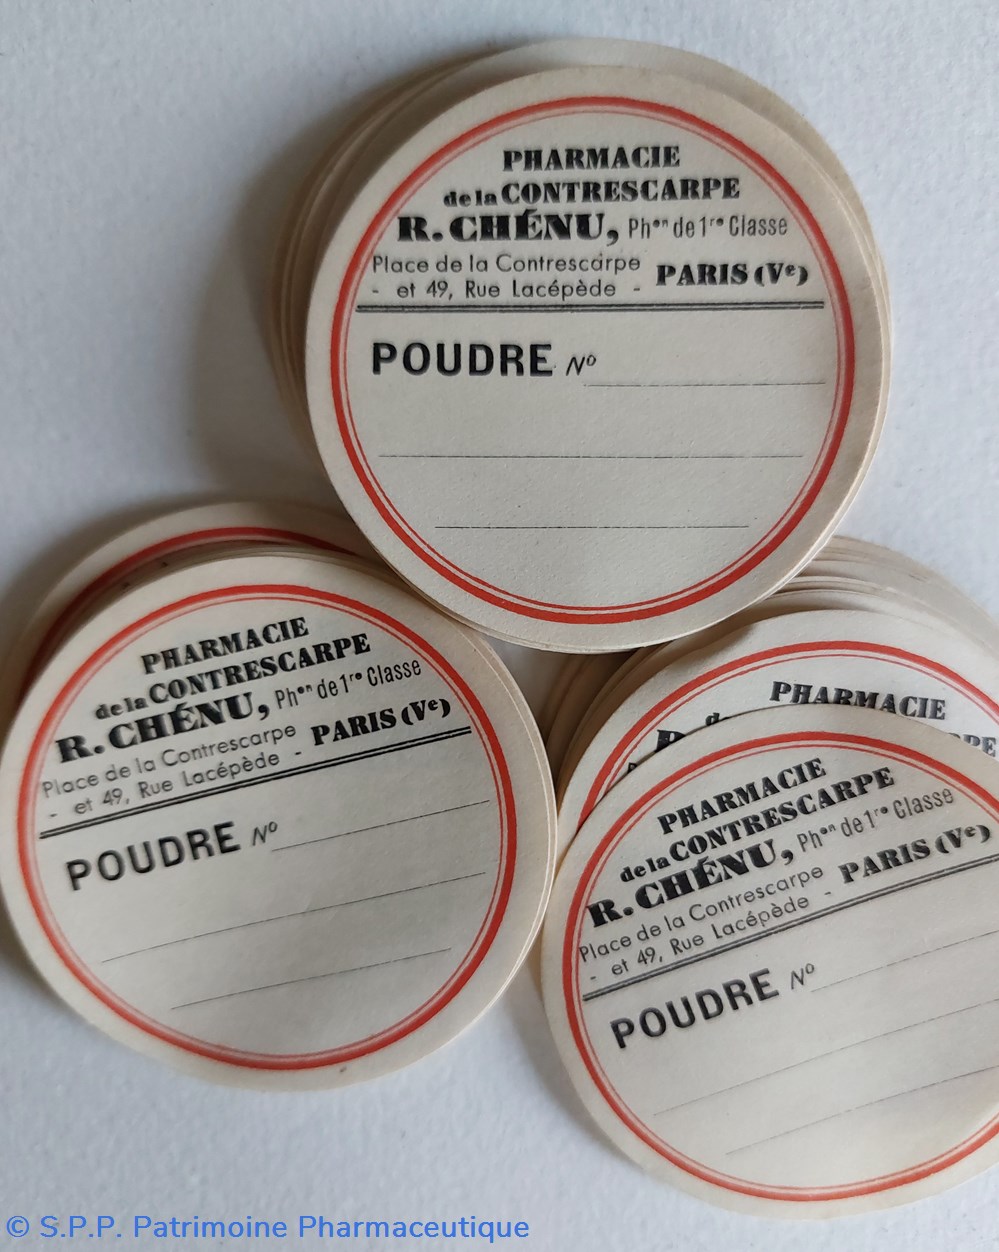 PHARMACIE
de la CONTRESCARPE
R. CHÉNU, Phᵉⁿ de 1ʳᵉ Classe
Place de la Contrescarpe
- et 49, Rue Lacépède -
PARIS (Vᵉ)
POUDRE Nº
PHARMACIE
de la CONTRESCARPE
R. CHÉNU, Phᵉⁿ de 1ʳᵉ Classe
Place de la Contrescarpe
- et 49, Rue Lacépède -
PARIS (Vᵉ)
POUDRE Nº
PHARMACIE
PHARMACIE
de la CONTRESCARPE
R. CHÉNU, Phᵉⁿ de 1ʳᵉ Classe
Place de la Contrescarpe
- et 49, Rue Lacépède -
PARIS (Vᵉ)
POUDRE Nº
© S.P.P. Patrimoine Pharmaceutique